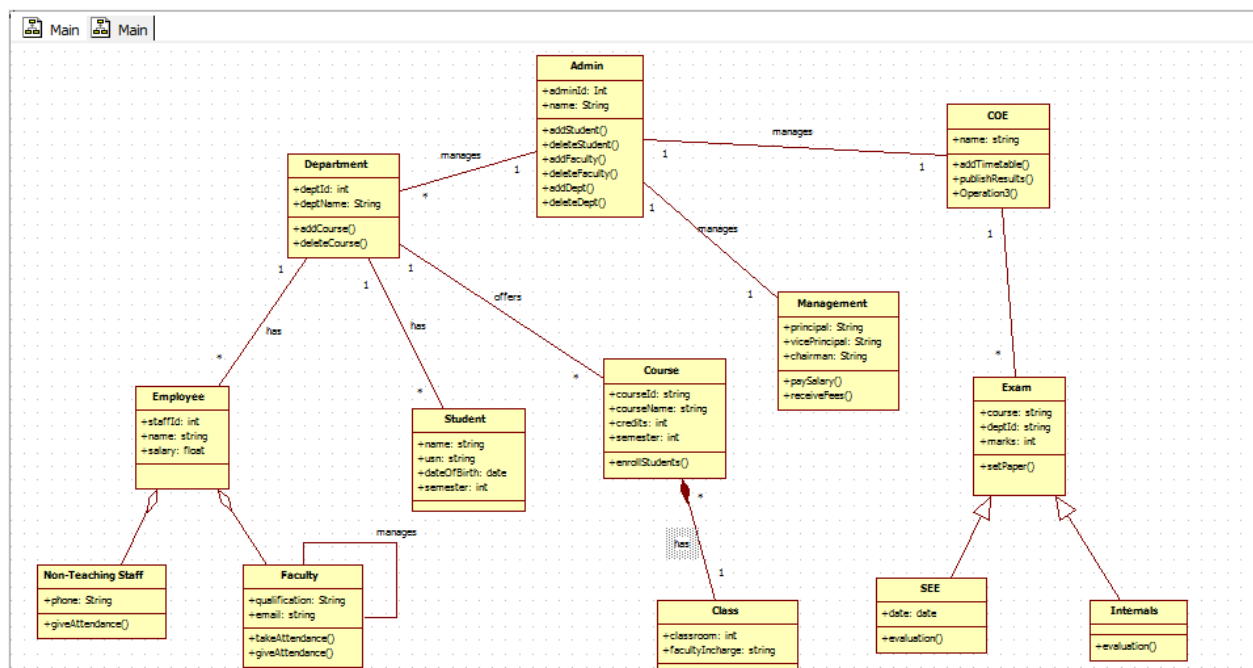 Main Main
Admin
+adminId: Int
+name: String
+addStudent()
+deleteStudent()
+addFaculty()
+deleteFaculty()
+addDept()
+deleteDept()
manages
1
*
manages
1
1
COE
+name: string
+addTimetable()
+publishResults()
+Operation3()
Department
+deptId: int
+deptName: String
+addCourse()
+deleteCourse()
1
manages
1
1
*
Management
+principal: String
+vicePrincipal: String
+chairman: String
+paySalary()
+receiveFees()
1
has
*
1
has
*
1
offers
*
Employee
+staffId: int
+name: string
+salary: float
Student
+name: string
+usn: string
+dateOfBirth: date
+semester: int
Course
+courseId: string
+courseName: string
+credits: int
+semester: int
+enrollStudents()
Exam
+course: string
+deptId: string
+marks: int
+setPaper()
*
has
1
manages
Non-Teaching Staff
+phone: String
+giveAttendance()
Faculty
+qualification: String
+email: string
+takeAttendance()
+giveAttendance()
Class
+classroom: int
+facultyIncharge: string
SEE
+date: date
+evaluation()
Internals
+evaluation()